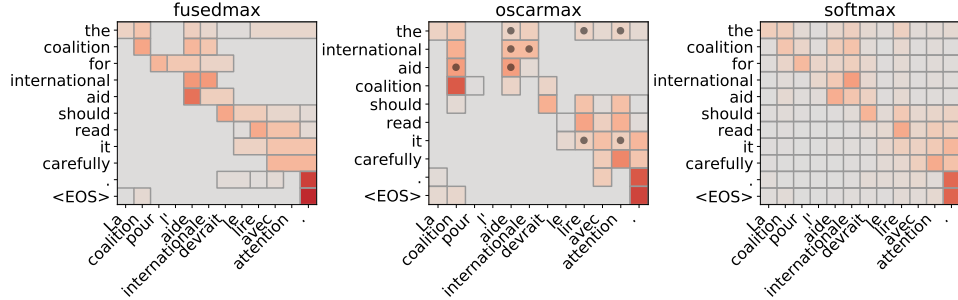 fusedmax
the
coalition
for
international
aid
should
read
it
carefully
.
<EOS>
La
coalition
pour
l'
aide
internationale
devrait
le
lire
avec
attention
.
oscarmax
the
international
aid
coalition
should
read
it
carefully
.
<EOS>
La
coalition
pour
l'
aide
internationale
devrait
le
lire
avec
attention
.
softmax
the
coalition
for
international
aid
should
read
it
carefully
.
<EOS>
La
coalition
pour
l'
aide
internationale
devrait
le
lire
avec
attention
.